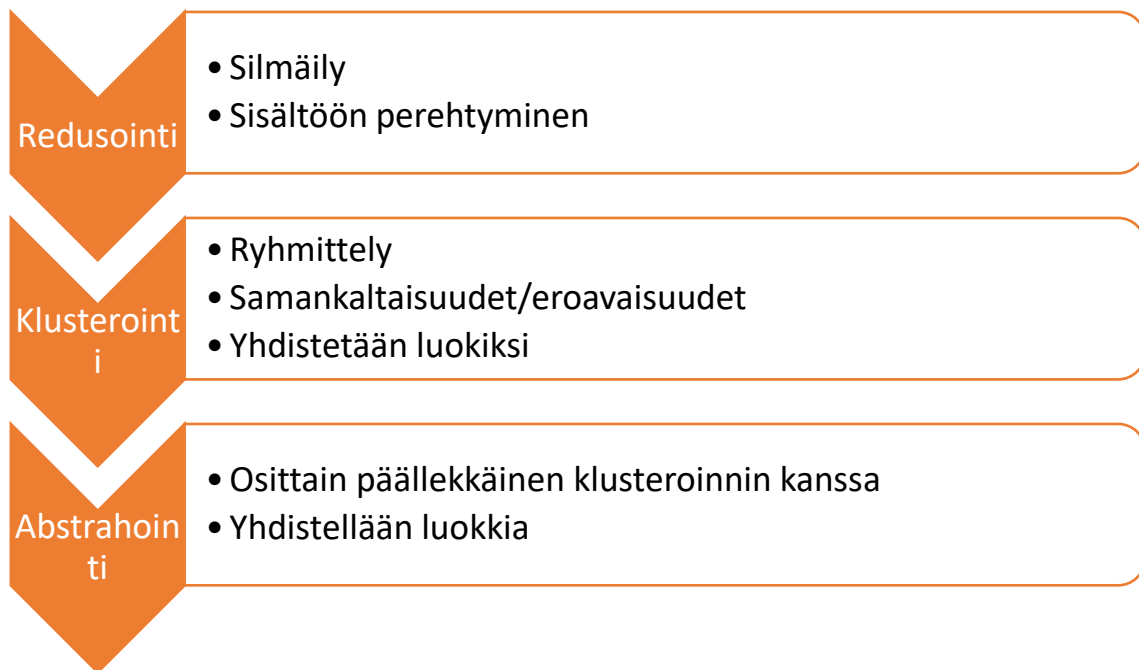 Redusointi
• Silmäily
• Sisältöön perehtyminen
Klusteroint
i
• Ryhmittely
• Samankaltaisuudet/eroavaisuudet
• Yhdistetään luokiksi
Abstrahoin
ti
• Osittain päällekkäinen klusteroinnin kanssa
• Yhdistellään luokkia